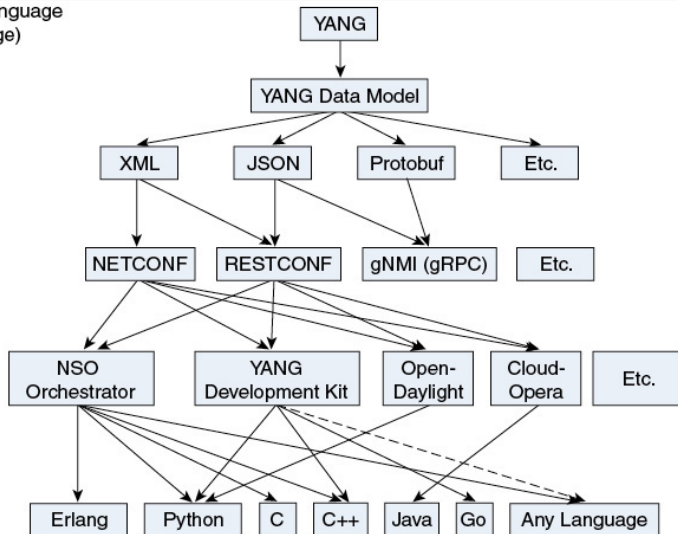 nguage
ge)
YANG
YANG Data Model
XML
JSON
Protobuf
Etc.
NETCONF
RESTCONF
gNMI (gRPC)
Etc.
NSO
Orchestrator
YANG
Development Kit
Open-
Daylight
Cloud-
Opera
Etc.
Erlang
Python
C
C++
Java
Go
Any Language